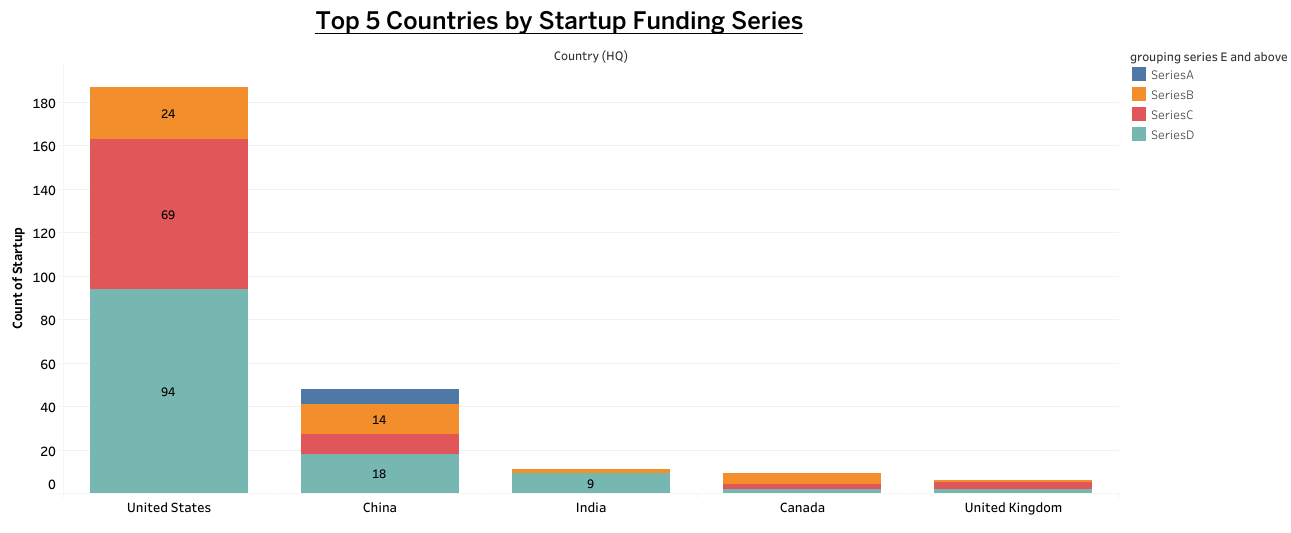 Top 5 Countries by Startup Funding Series
Country (HQ)
grouping series E and above
SeriesA
SeriesB
SeriesC
SeriesD
Count of Startup
180
160
140
120
100
80
60
40
20
0
24
69
94
14
18
9
United States
China
India
Canada
United Kingdom